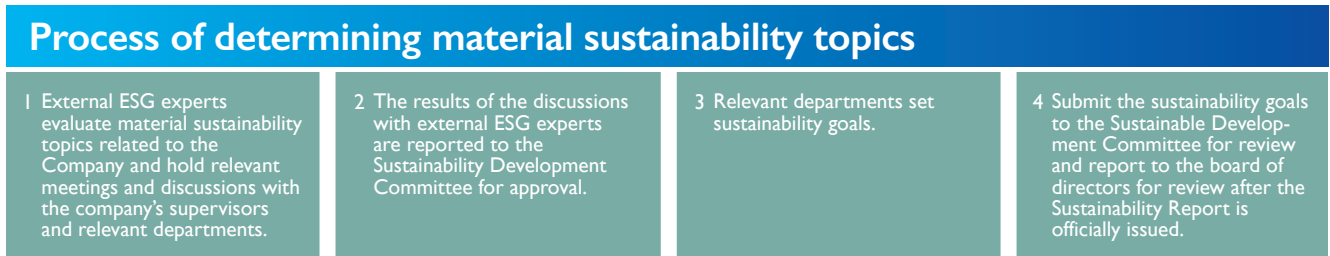 Process of determining material sustainability topics
1 External ESG experts
evaluate material sustainability
topics related to the
Company and hold relevant
meetings and discussions with
the company's supervisors
and relevant departments.
2 The results of the discussions
with external ESG experts
are reported to the
Sustainability Development
Committee for approval.
3 Relevant departments set
sustainability goals.
4 Submit the sustainability goals
to the Sustainable Develop-
ment Committee for review
and report to the board of
directors for review after the
Sustainability Report is
officially issued.